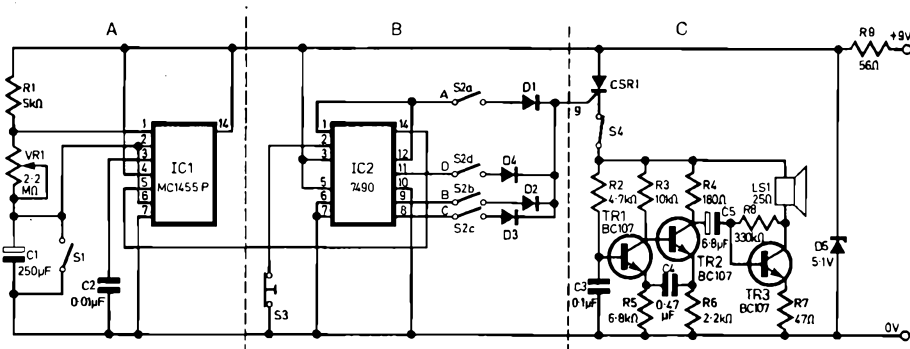 A
B
C
R9
+9V
56Ω
R1
5kΩ
1
2
3
4
5
6
7
14
IC1
MC1455P
VR1
2·2
MΩ
C1
250µF
S1
C2
0·01µF
S3
1
2
3
5
6
7
14
12
11
10
9
8
IC2
7490
A
S2a
D1
D
S2d
D4
B
S2b
D2
C
S2c
D3
g
CSR1
S4
R2
4·7kΩ
R3
10kΩ
R4
180Ω
LS1
25Ω
TR1
BC107
C5
6·8µF
R8
330kΩ
D5
5·1V
TR2
BC107
C4
0·47
µF
TR3
BC107
C3
0·1µF
R5
6·8kΩ
R6
2·2kΩ
R7
47Ω
0V